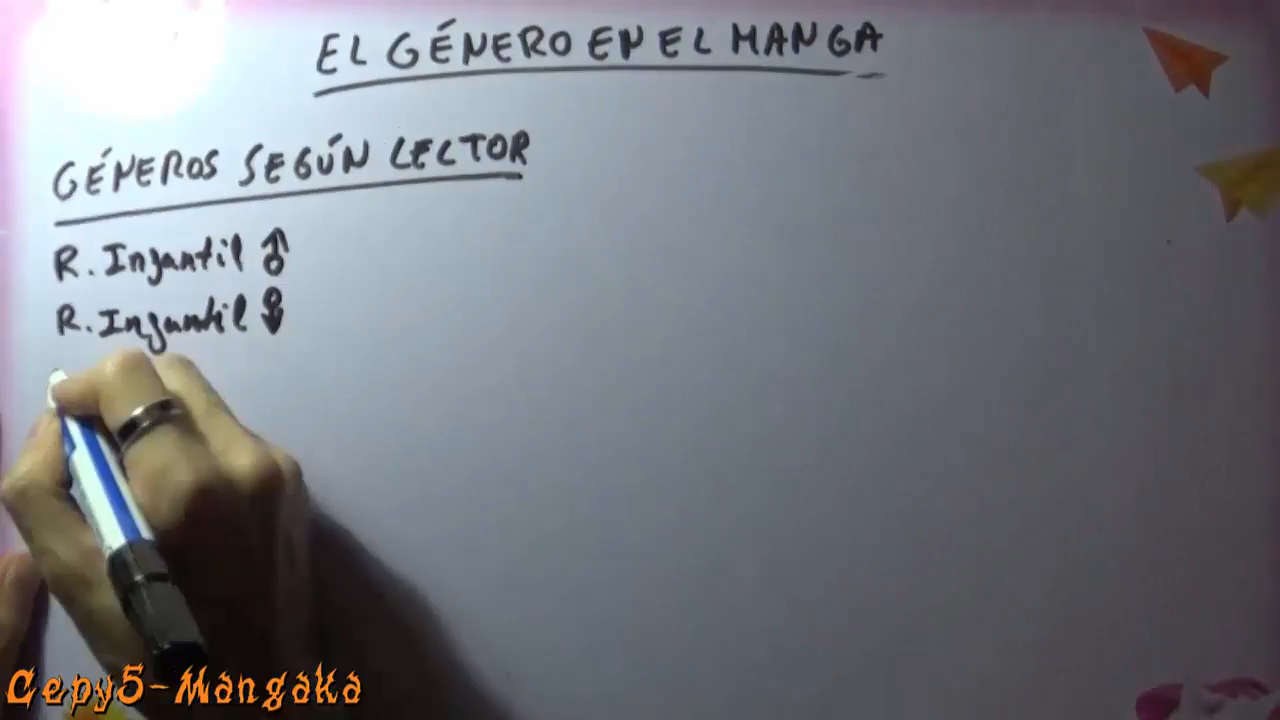 EL GÉNERO EN EL MANGA
GÉNEROS SEGÚN LECTOR
R. Infantil ♂
R. Infantil ♀
Cepy5-Mangaka